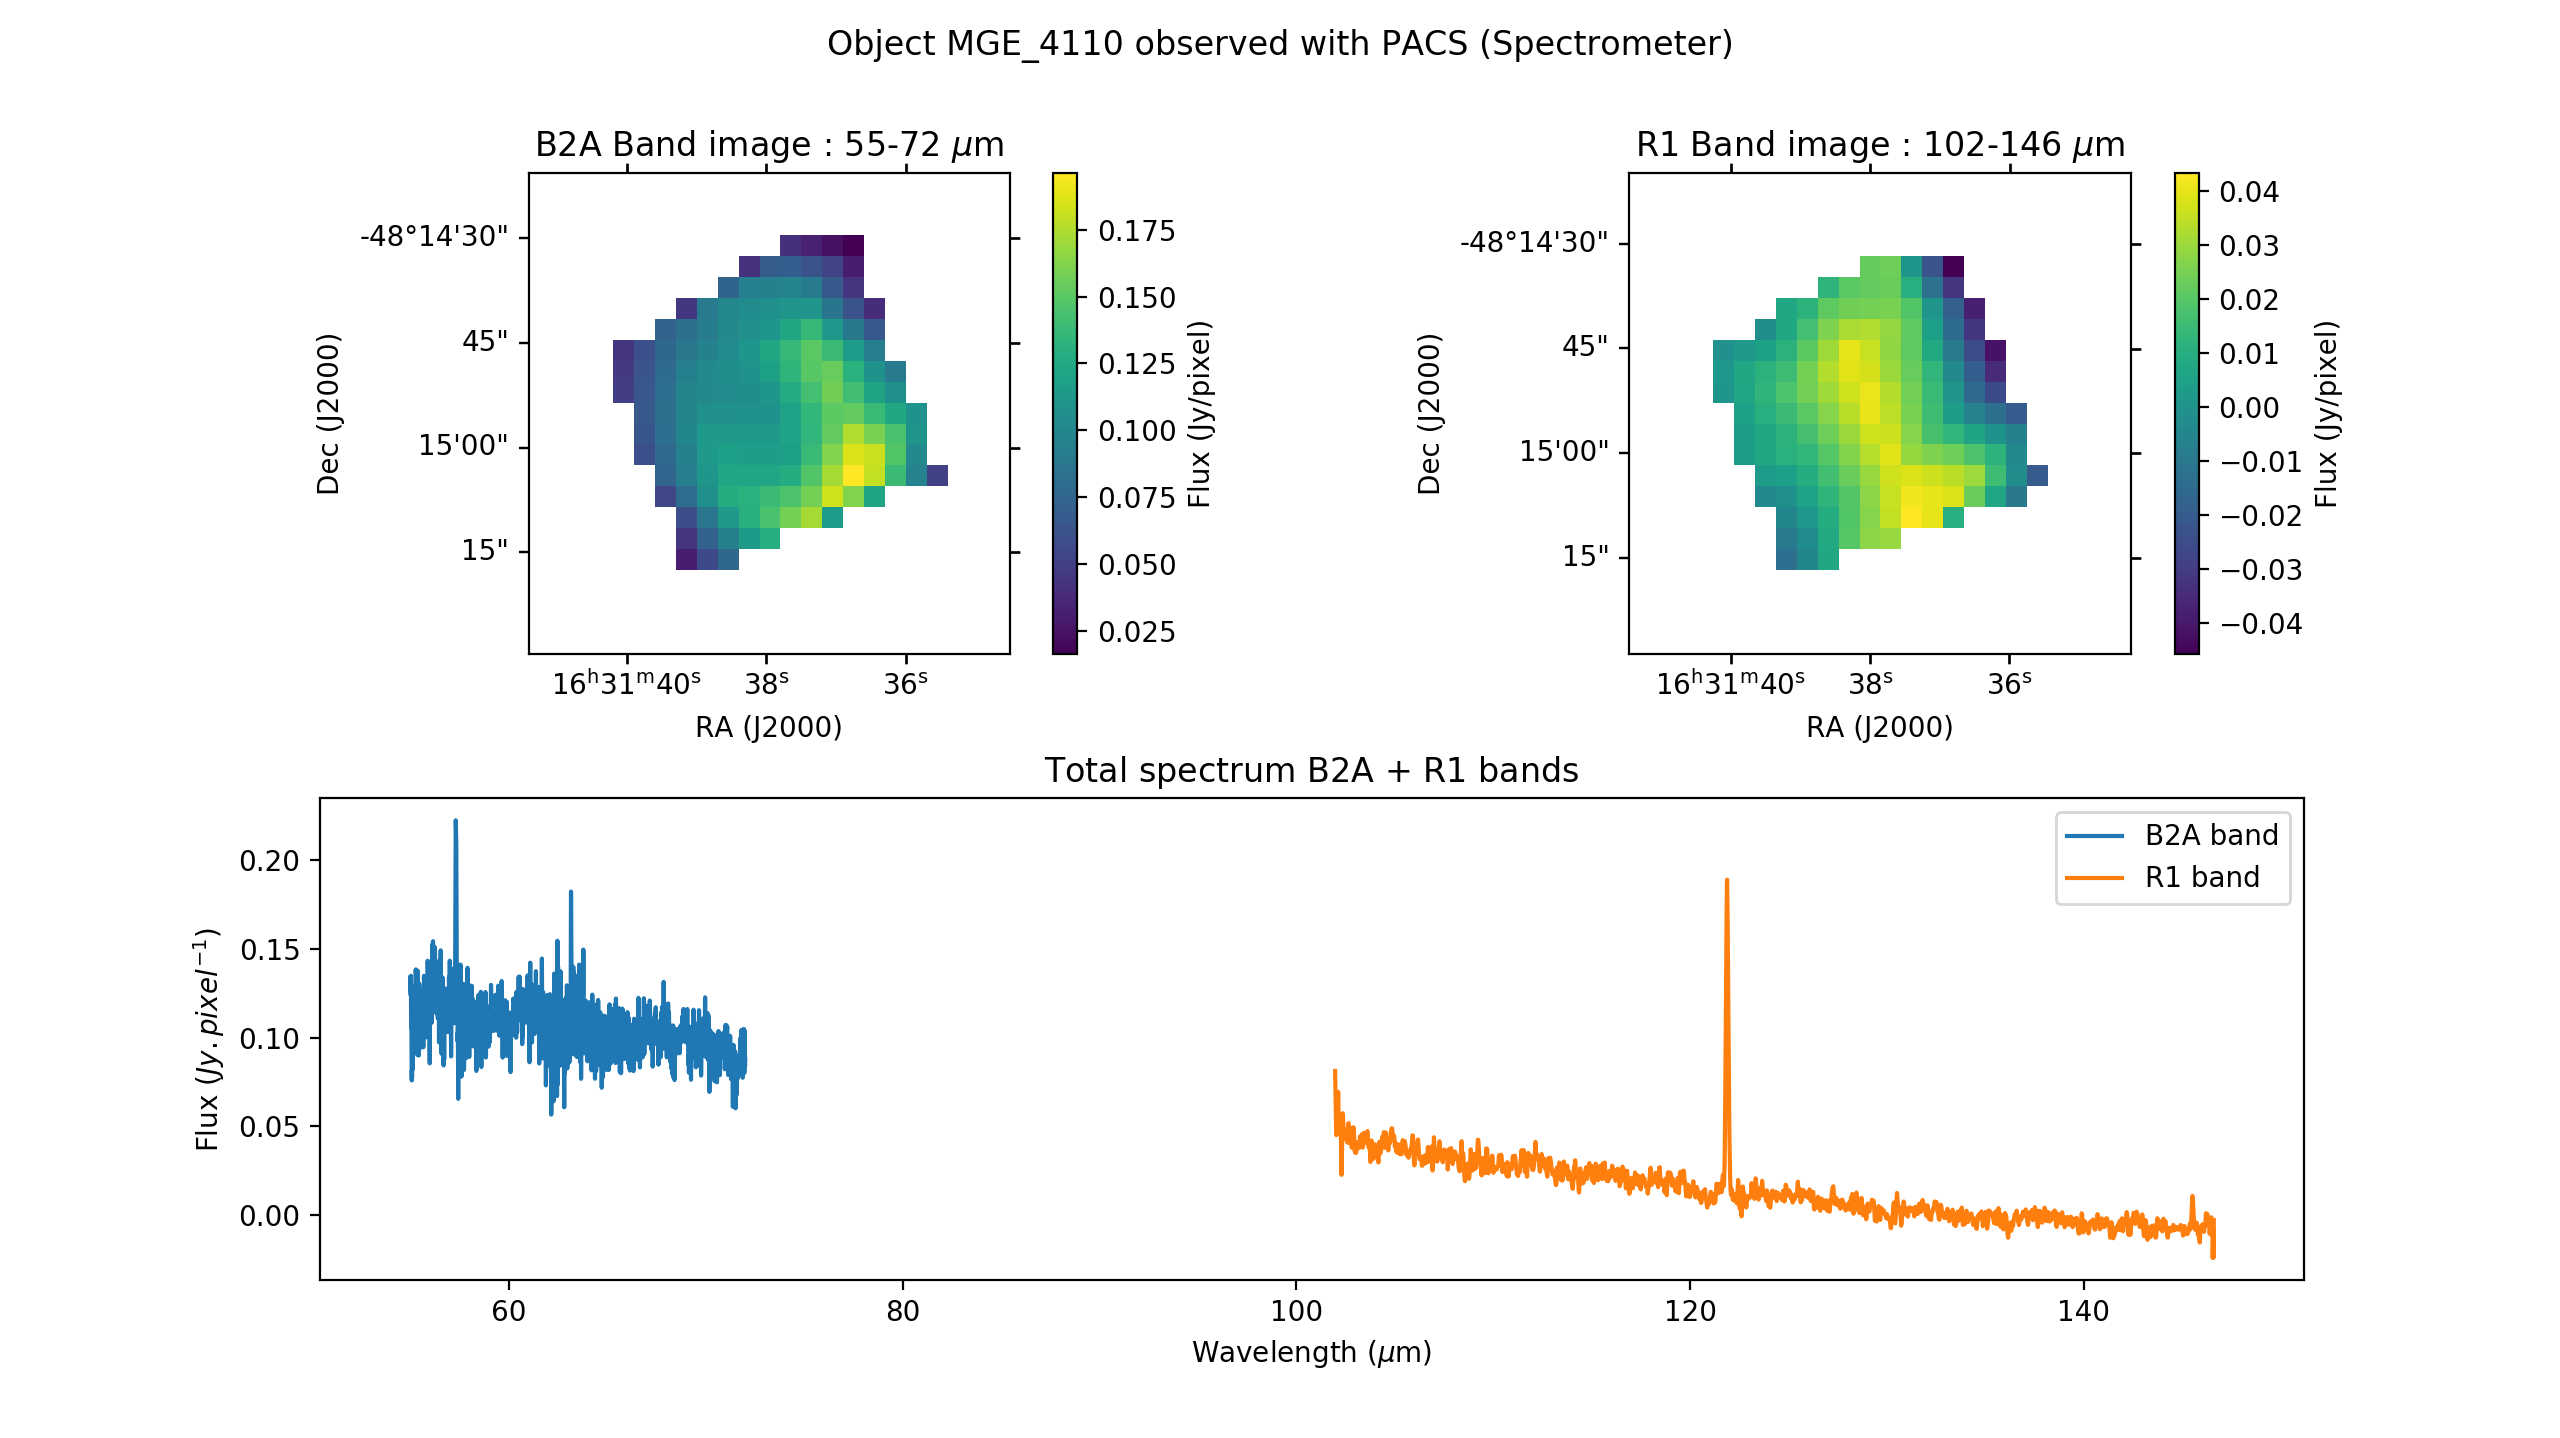 Object MGE_4110 observed with PACS (Spectrometer)
B2A Band image : 55-72 μm
-48°14'30"
45"
15'00"
15"
Dec (J2000)
16ʰ31ᵐ40ˢ 38ˢ 36ˢ
RA (J2000)
0.175
0.150
0.125
0.100
0.075
0.050
0.025
Flux (Jy/pixel)
R1 Band image : 102-146 μm
-48°14'30"
45"
15'00"
15"
Dec (J2000)
16ʰ31ᵐ40ˢ 38ˢ 36ˢ
RA (J2000)
0.04
0.03
0.02
0.01
0.00
−0.01
−0.02
−0.03
−0.04
Flux (Jy/pixel)
Total spectrum B2A + R1 bands
B2A band
R1 band
0.20
0.15
0.10
0.05
0.00
Flux (Jy.pixel⁻¹)
60 80 100 120 140
Wavelength (μm)